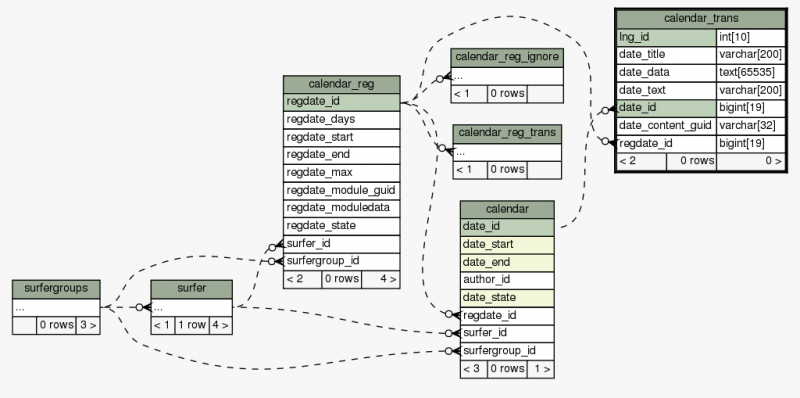 calendar_trans
lng_id int[10]
date_title varchar[200]
date_data text[65535]
date_text varchar[200]
date_id bigint[19]
date_content_guid varchar[32]
regdate_id bigint[19]
< 2 0 rows 0 >
calendar_reg_ignore
...
< 1 0 rows
calendar_reg
regdate_id
regdate_days
regdate_start
regdate_end
regdate_max
regdate_module_guid
regdate_moduledata
regdate_state
surfer_id
surfergroup_id
< 2 0 rows 4 >
calendar_reg_trans
...
< 1 0 rows
calendar
date_id
date_start
date_end
author_id
date_state
regdate_id
surfer_id
surfergroup_id
< 3 0 rows 1 >
surfergroups
...
0 rows 3 >
surfer
...
< 1 1 row 4 >